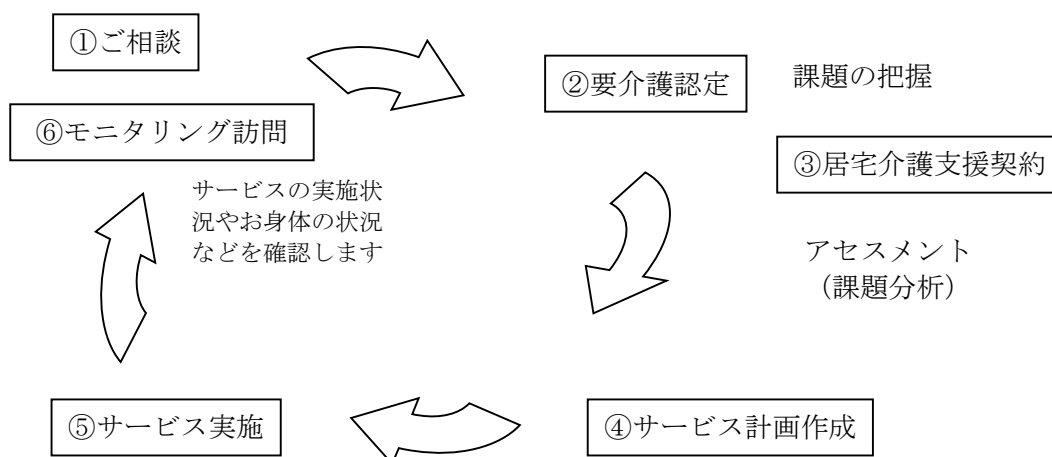 ①ご相談
②要介護認定
課題の把握
⑥モニタリング訪問
③居宅介護支援契約
サービスの実施状
況やお身体の状況
などを確認します
アセスメント
（課題分析）
⑤サービス実施
④サービス計画作成